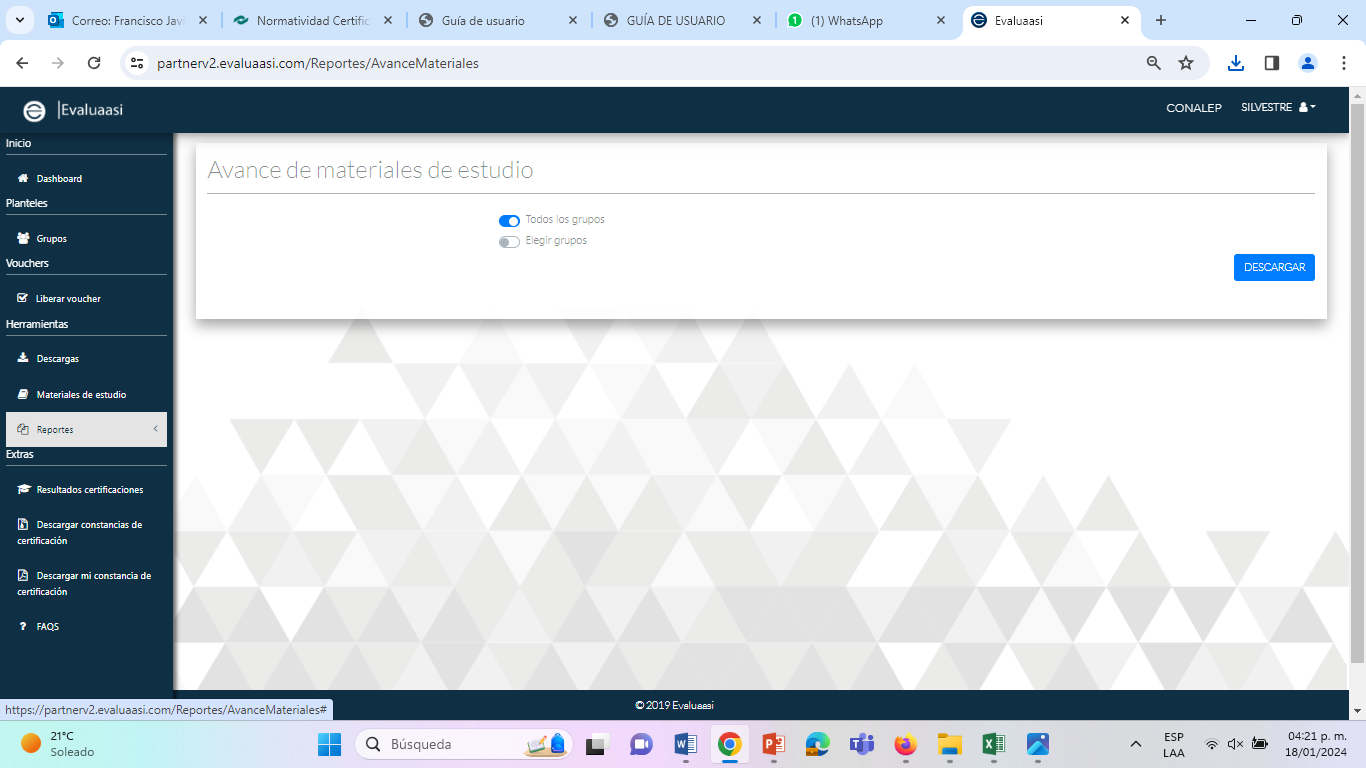 Correo: Francisco Javi
Normatividad Certific
Guía de usuario
GUÍA DE USUARIO
(1) WhatsApp
Evaluaasi
partnerv2.evaluaasi.com/Reportes/AvanceMateriales
|Evaluaasi
CONALEP
SILVESTRE
Inicio
Dashboard
Planteles
Grupos
Vouchers
Liberar voucher
Herramientas
Descargas
Materiales de estudio
Reportes
Extras
Resultados certificaciones
Descargar constancias de
certificación
Descargar mi constancia de
certificación
FAQS
Avance de materiales de estudio
Todos los grupos
Elegir grupos
DESCARGAR
https://partnerv2.evaluaasi.com/Reportes/AvanceMateriales#
© 2019 Evaluaasi
21°C
Soleado
Búsqueda
ESP
LAA
04:21 p. m.
18/01/2024